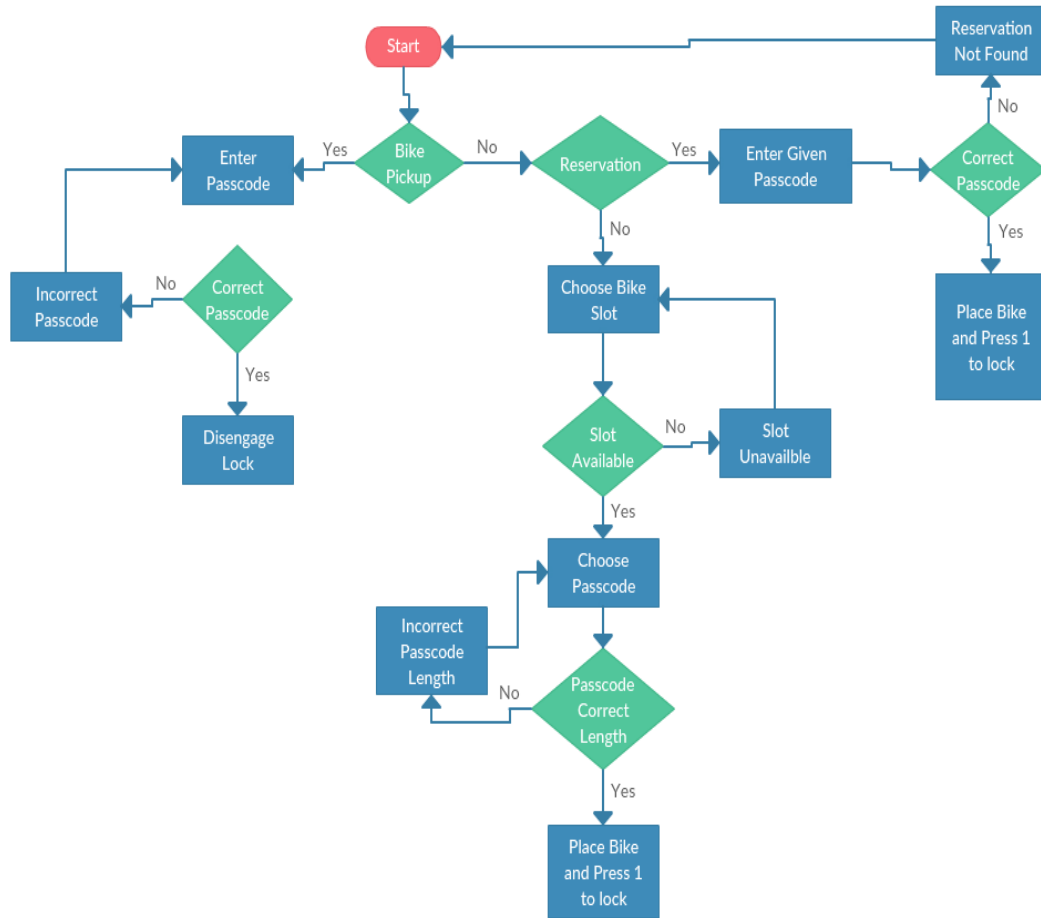 Start
Reservation
Not Found
No
Enter
Passcode
Yes
Bike
Pickup
No
Reservation
Yes
Enter Given
Passcode
Correct
Passcode
No
Yes
Incorrect
Passcode
No
Correct
Passcode
Choose Bike
Slot
Place Bike
and Press 1
to lock
Yes
Disengage
Lock
Slot
Available
No
Slot
Unavailble
Yes
Choose
Passcode
Incorrect
Passcode
Length
No
Passcode
Correct
Length
Yes
Place Bike
and Press 1
to lock